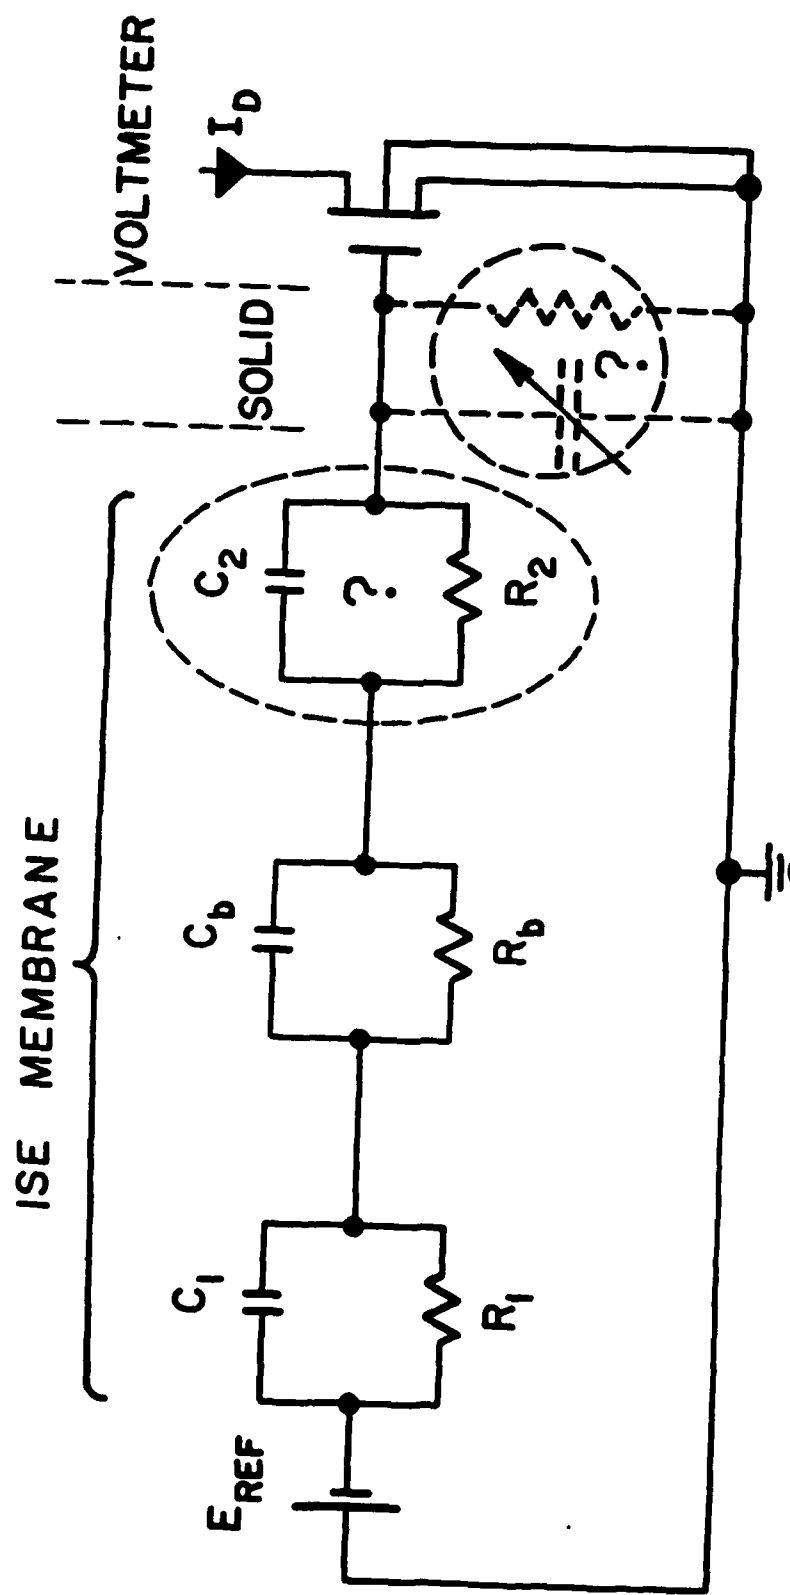 ISE MEMBRANE
SOLID
VOLTMETER
E_REF
C_1
R_1
C_b
R_b
C_2
?
R_2
?
I_D